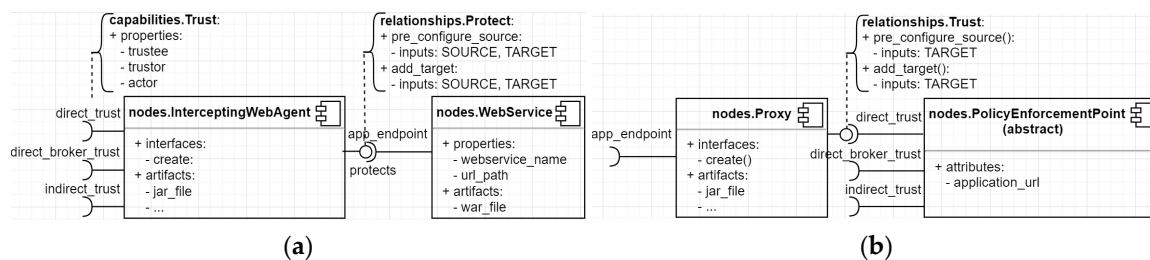 capabilities.Trust:
+ properties:
- trustee
- trustor
- actor
relationships.Protect:
+ pre_configure_source:
- inputs: SOURCE, TARGET
+ add_target:
- inputs: SOURCE, TARGET
direct_trust
direct_broker_trust
indirect_trust
nodes.InterceptingWebAgent
+ interfaces:
- create:
+ artifacts:
- jar_file
- ...
app_endpoint
protects
nodes.WebService
+ properties:
- webservice_name
- url_path
+ artifacts:
- war_file
(a)
relationships.Trust:
+ pre_configure_source():
- inputs: TARGET
+ add_target():
- inputs: TARGET
app_endpoint
nodes.Proxy
+ interfaces:
- create()
+ artifacts:
- jar_file
- ...
direct_trust
direct_broker_trust
indirect_trust
nodes.PolicyEnforcementPoint
(abstract)
+ attributes:
- application_url
(b)